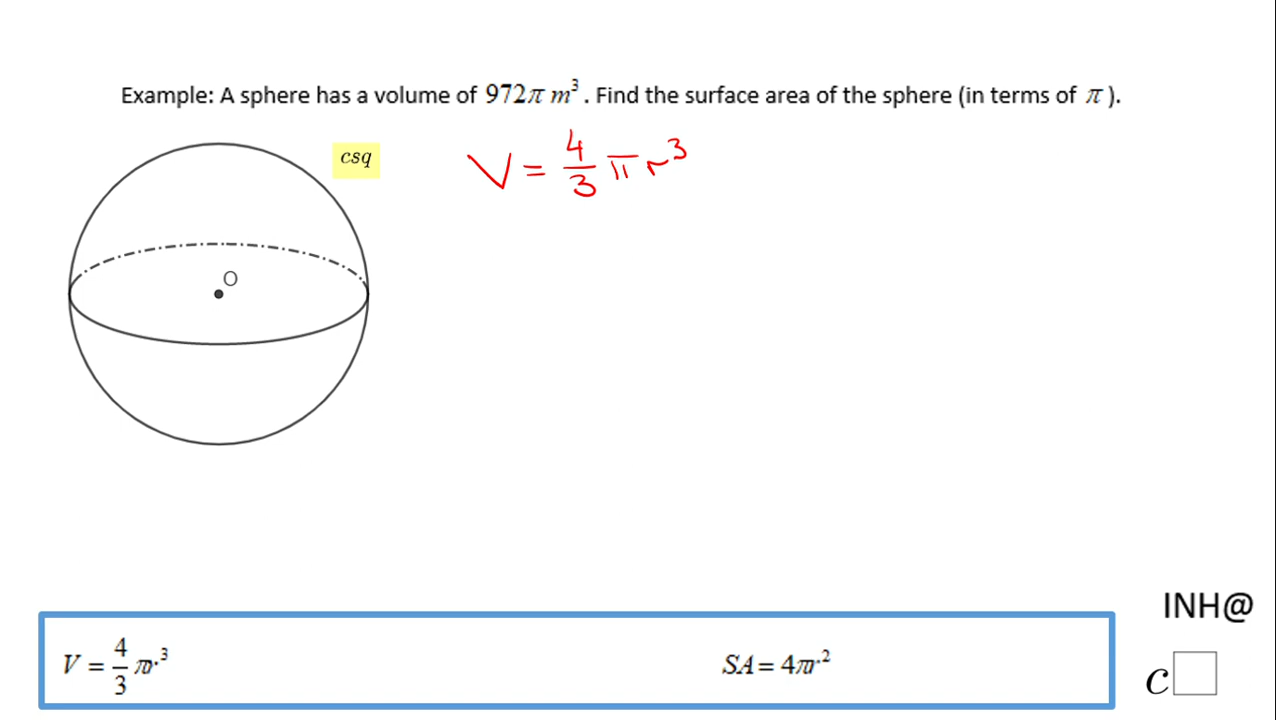 Example: A sphere has a volume of 972π m³. Find the surface area of the sphere (in terms of π).
csq
V = 4/3 πr³
O
INH@
V = 4/3 πr³
SA = 4πr²
c□